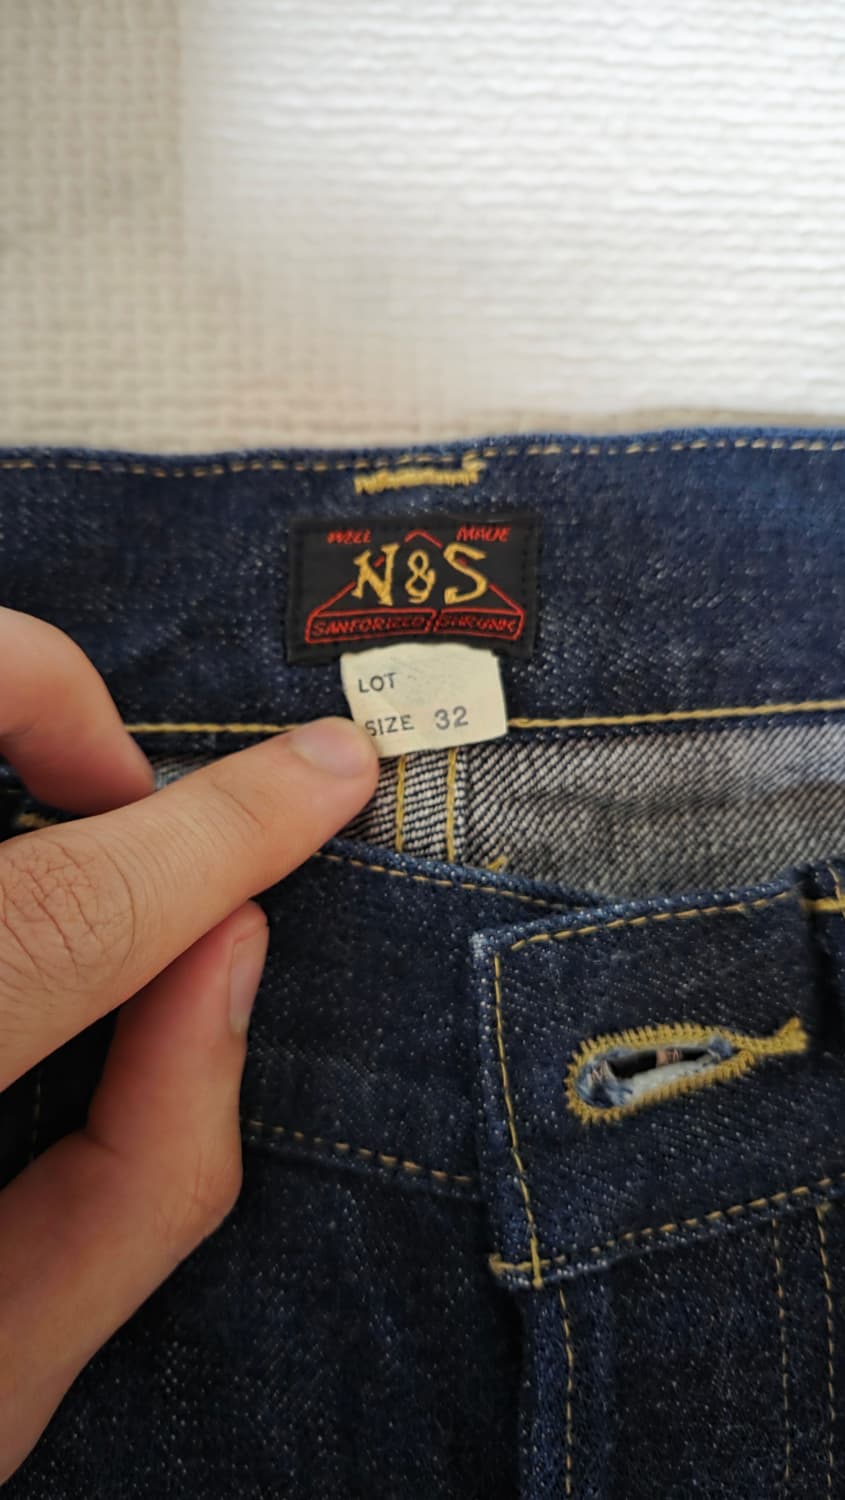 WELL MADE
N&S
SANFORIZED SHRUNK
LOT
SIZE 32